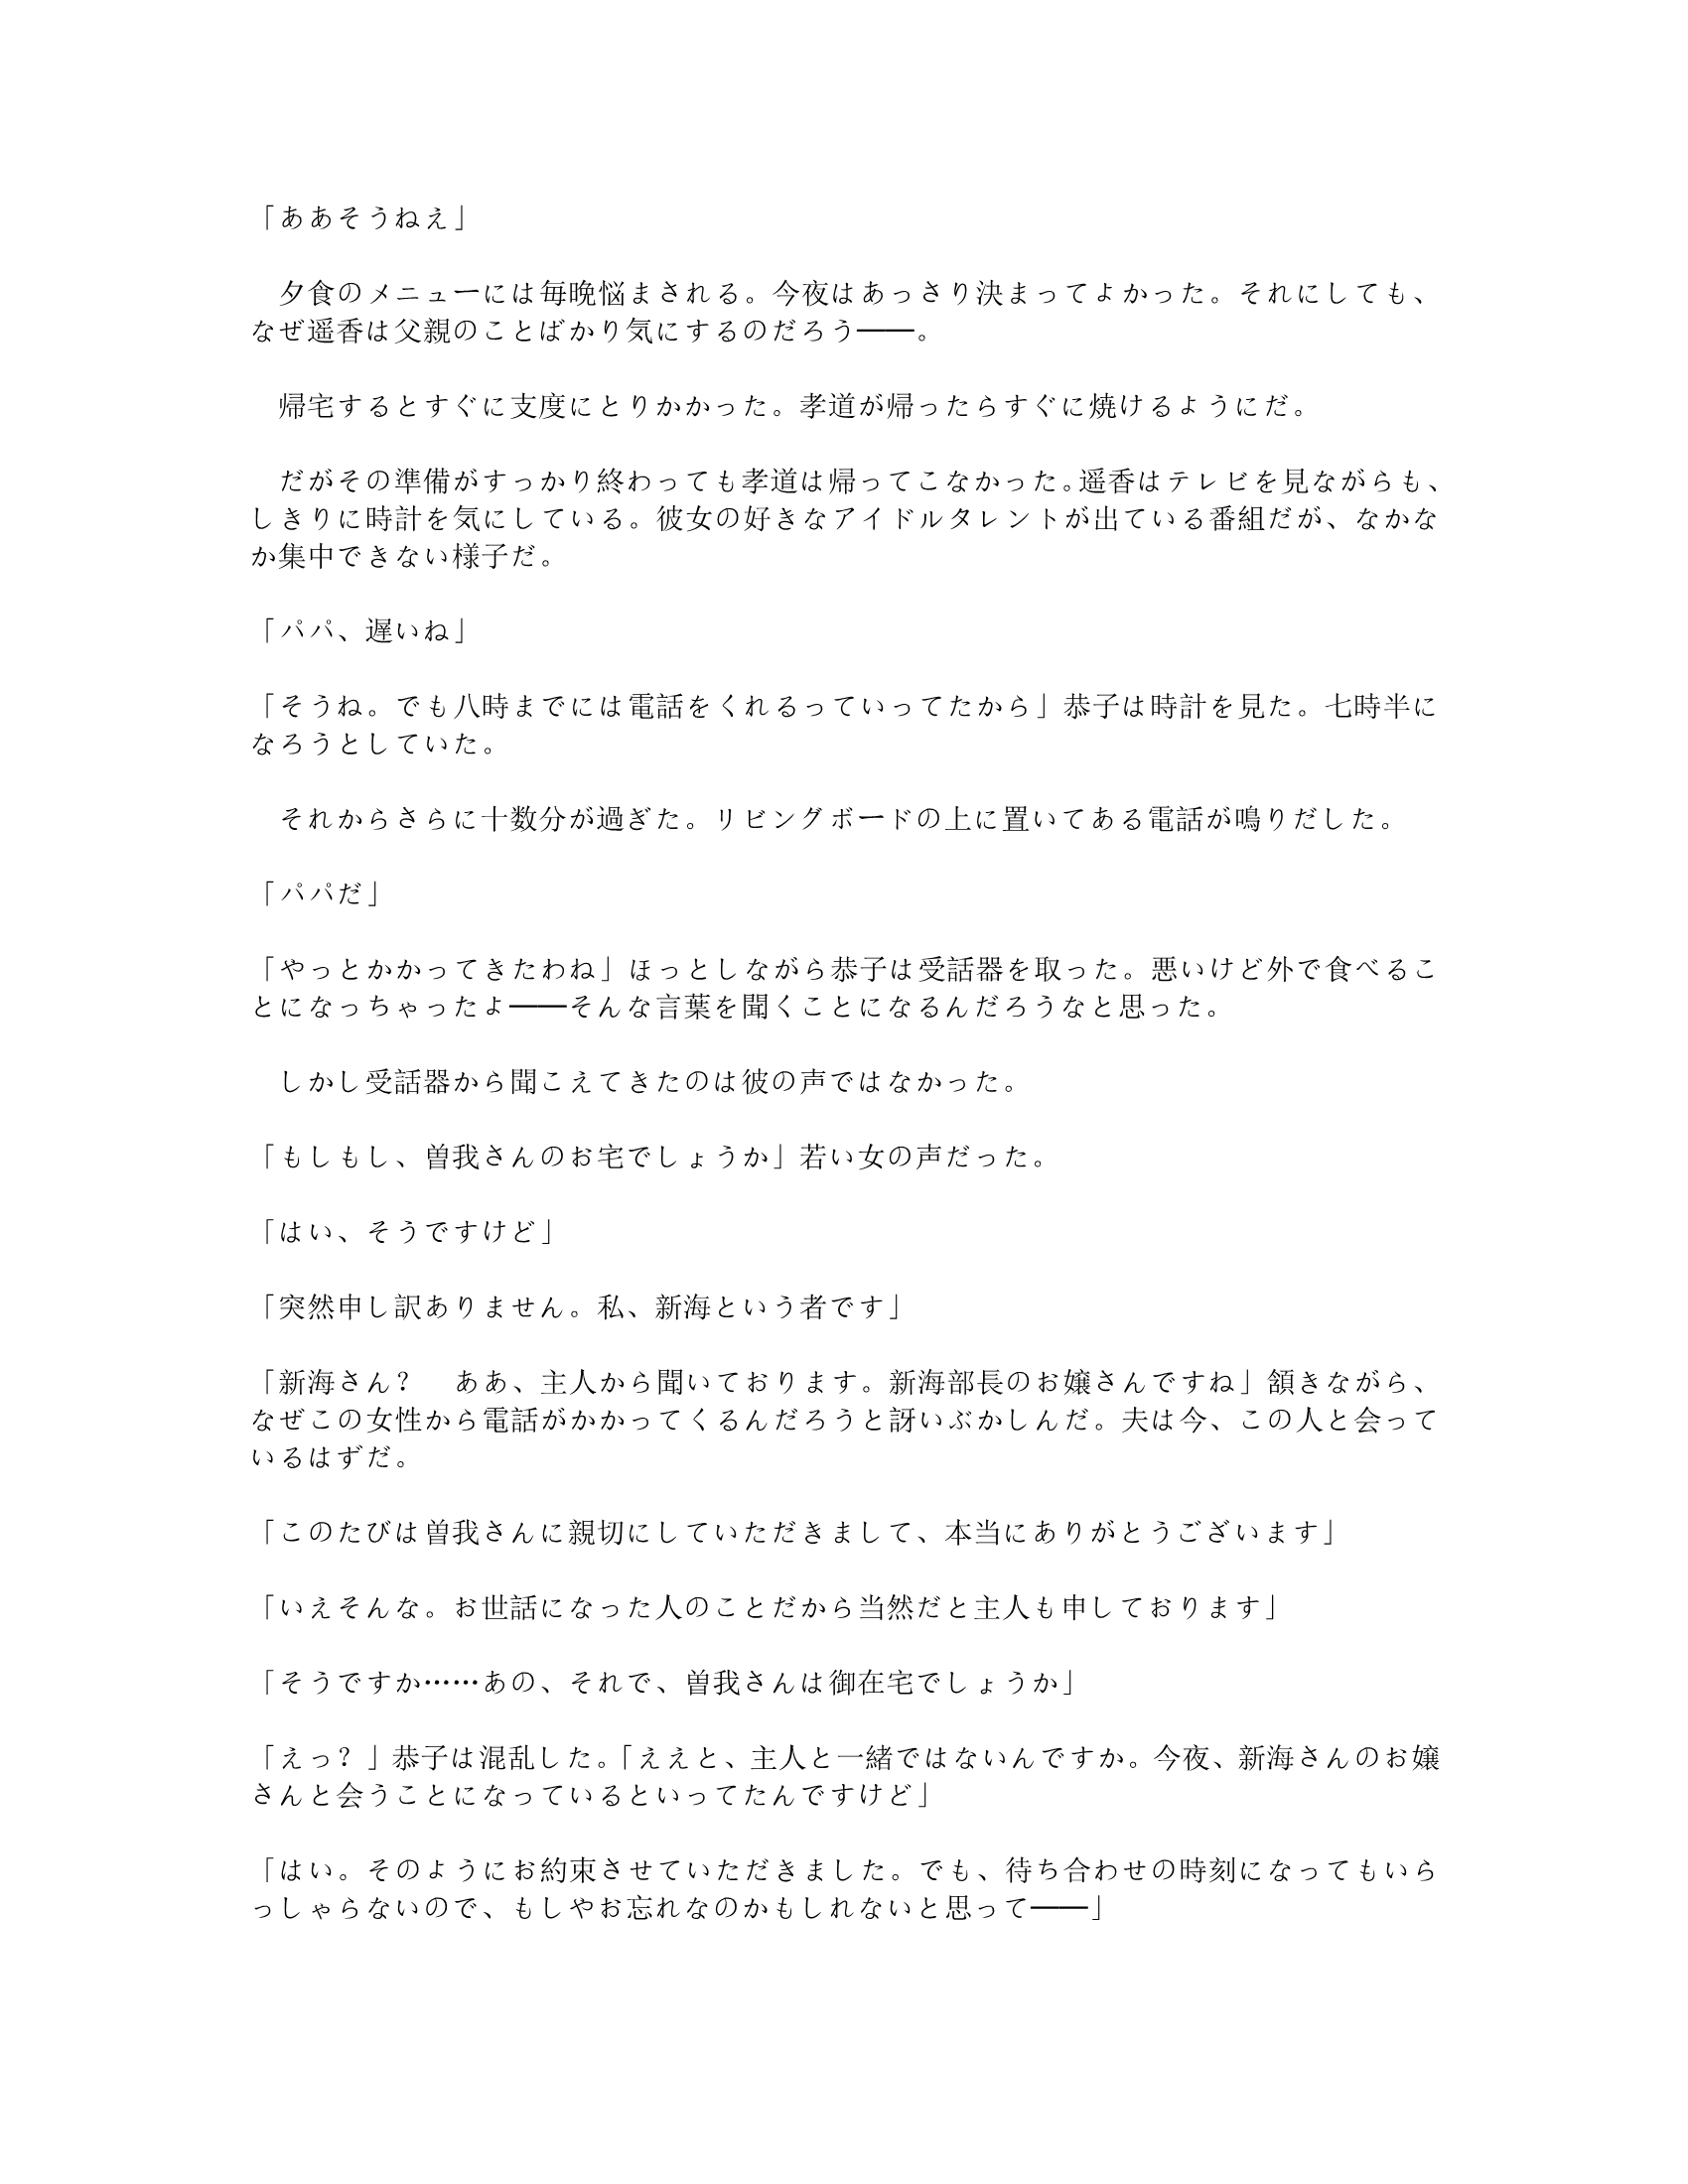 「ああそうねえ」
　夕食のメニューには毎晩悩まされる。今夜はあっさり決まってよかった。それにしても、
なぜ遥香は父親のことばかり気にするのだろう――。
　帰宅するとすぐに支度にとりかかった。孝道が帰ったらすぐに焼けるようにだ。
　だがその準備がすっかり終わっても孝道は帰ってこなかった。遥香はテレビを見ながらも、
しきりに時計を気にしている。彼女の好きなアイドルタレントが出ている番組だが、なかな
か集中できない様子だ。
「パパ、遅いね」
「そうね。でも八時までには電話をくれるっていってたから」恭子は時計を見た。七時半に
なろうとしていた。
　それからさらに十数分が過ぎた。リビングボードの上に置いてある電話が鳴りだした。
「パパだ」
「やっとかかってきたわね」ほっとしながら恭子は受話器を取った。悪いけど外で食べるこ
とになっちゃったよ――そんな言葉を聞くことになるんだろうなと思った。
　しかし受話器から聞こえてきたのは彼の声ではなかった。
「もしもし、曽我さんのお宅でしょうか」若い女の声だった。
「はい、そうですけど」
「突然申し訳ありません。私、新海という者です」
「新海さん？　ああ、主人から聞いております。新海部長のお嬢さんですね」頷きながら、
なぜこの女性から電話がかかってくるんだろうと訝いぶかしんだ。夫は今、この人と会って
いるはずだ。
「このたびは曽我さんに親切にしていただきまして、本当にありがとうございます」
「いえそんな。お世話になった人のことだから当然だと主人も申しております」
「そうですか……あの、それで、曽我さんは御在宅でしょうか」
「えっ？」恭子は混乱した。「ええと、主人と一緒ではないんですか。今夜、新海さんのお嬢
さんと会うことになっているといってたんですけど」
「はい。そのようにお約束させていただきました。でも、待ち合わせの時刻になってもいら
っしゃらないので、もしやお忘れなのかもしれないと思って――」